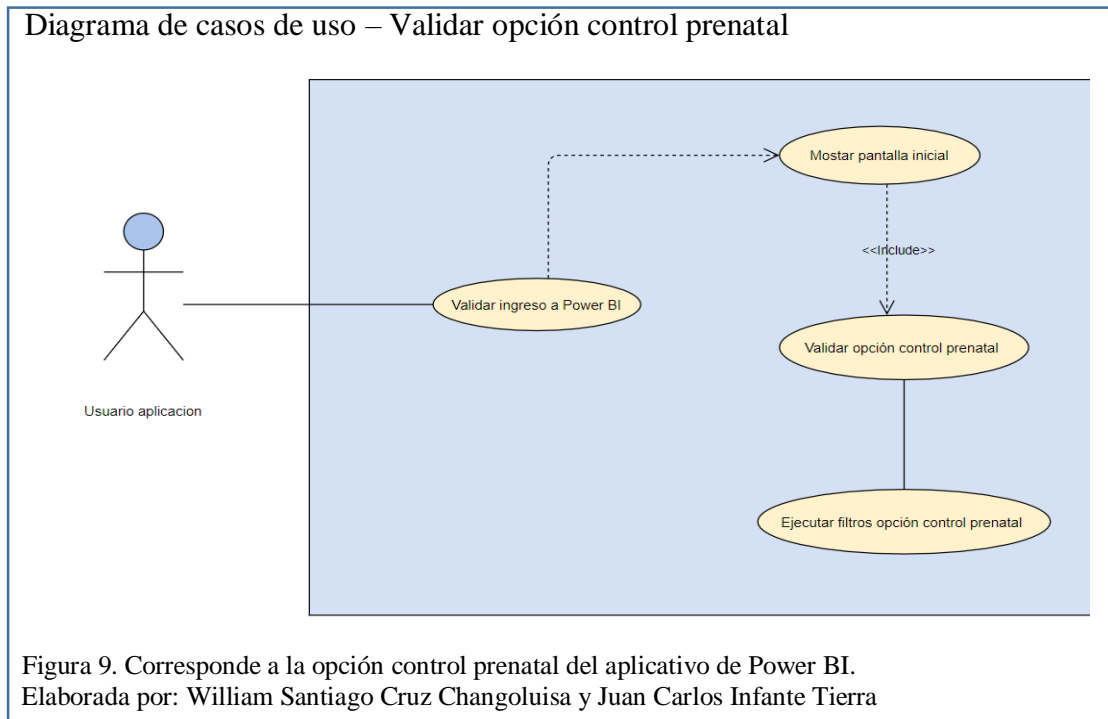 Diagrama de casos de uso – Validar opción control prenatal
Mostar pantalla inicial
<<Include>>
Validar ingreso a Power BI
Validar opción control prenatal
Usuario aplicacion
Ejecutar filtros opción control prenatal
Figura 9. Corresponde a la opción control prenatal del aplicativo de Power BI.
Elaborada por: William Santiago Cruz Changoluisa y Juan Carlos Infante Tierra